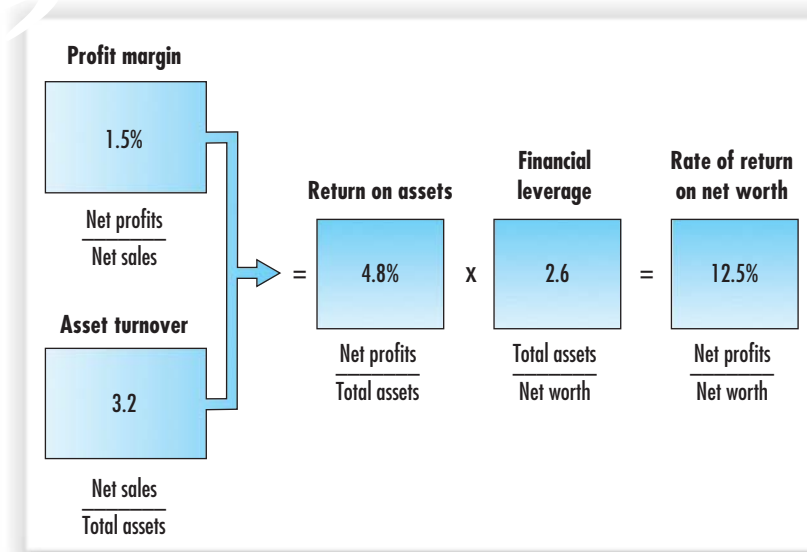 Profit margin
1.5%
Net profits
Net sales
Asset turnover
3.2
Net sales
Total assets
=
Return on assets
4.8%
Net profits
Total assets
x
Financial
leverage
2.6
Total assets
Net worth
=
Rate of return
on net worth
12.5%
Net profits
Net worth